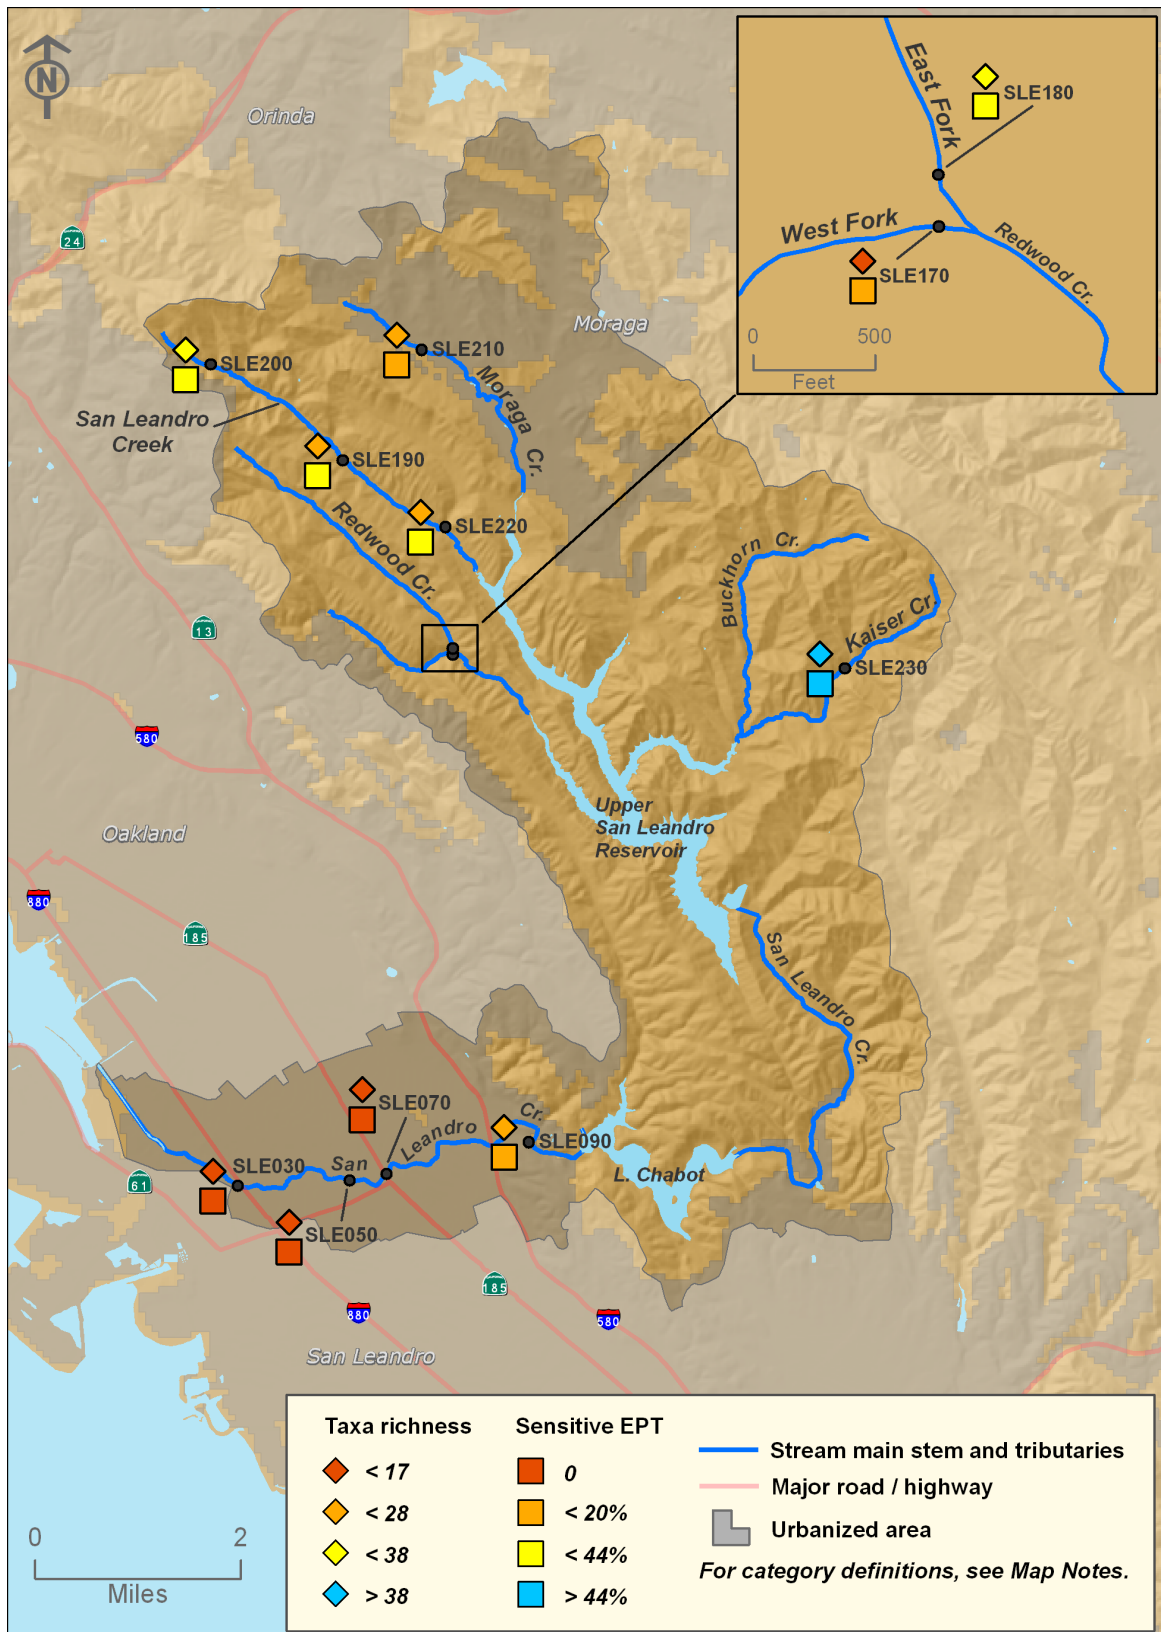 N
Orinda
24
Moraga
East Fork
SLE180
West Fork
Redwood Cr.
SLE170
0 500
Feet
SLE210
SLE200
Moraga Cr.
San Leandro
Creek
SLE190
SLE220
Redwood Cr.
Buckhorn Cr.
Kaiser Cr.
SLE230
13
580
Upper
San Leandro
Reservoir
Oakland
880
185
San Leandro Cr.
SLE070
San Leandro Cr.
SLE090
SLE030
L. Chabot
61
SLE050
185
880
580
San Leandro
Taxa richness
< 17
< 28
< 38
> 38
Sensitive EPT
0
< 20%
< 44%
> 44%
Stream main stem and tributaries
Major road / highway
Urbanized area
For category definitions, see Map Notes.
0 2
Miles